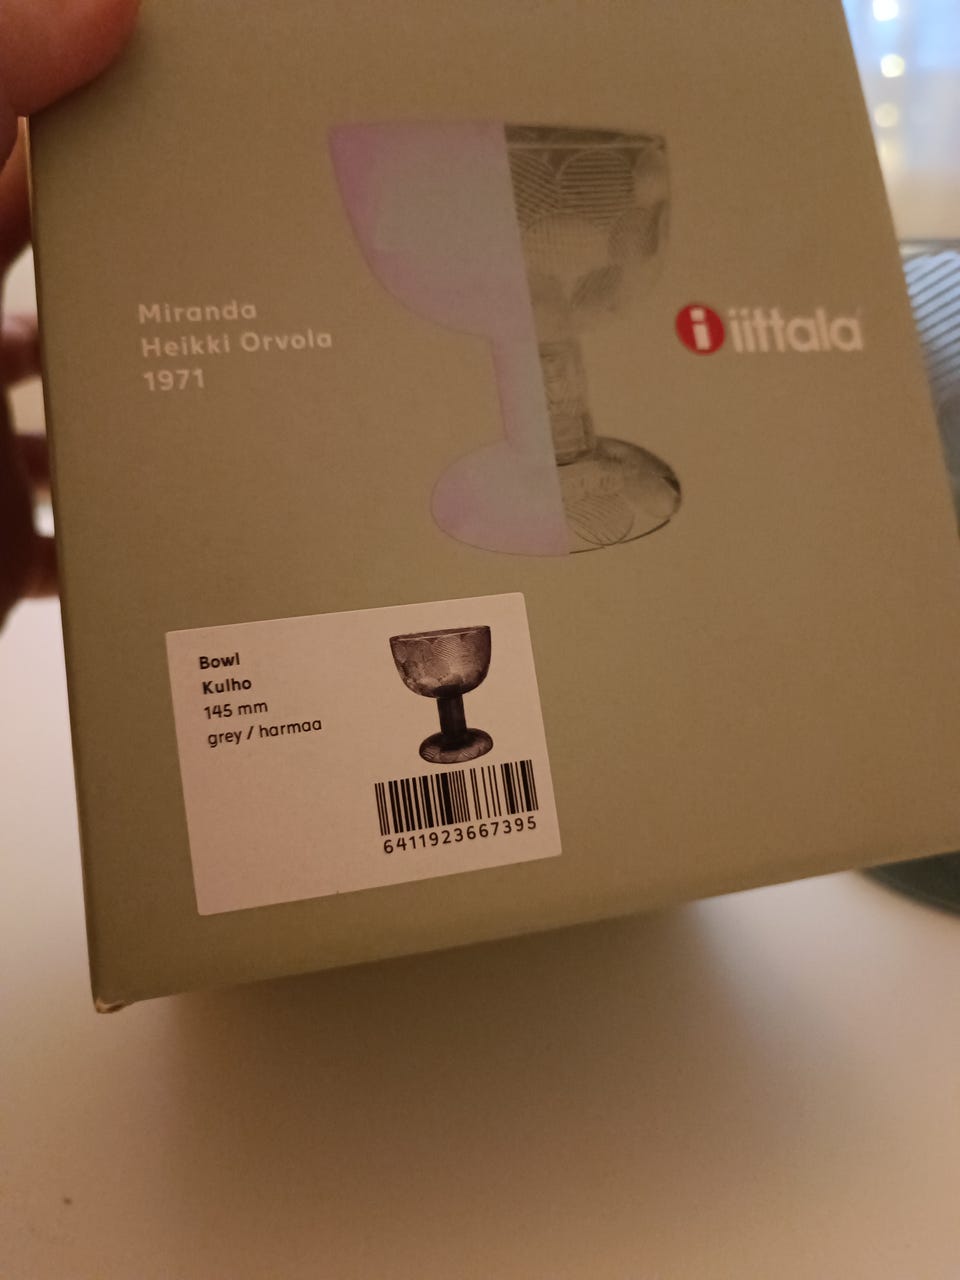 Miranda
Heikki Orvola
1971
iittala
Bowl
Kulho
145 mm
grey / harmaa
6411923667395